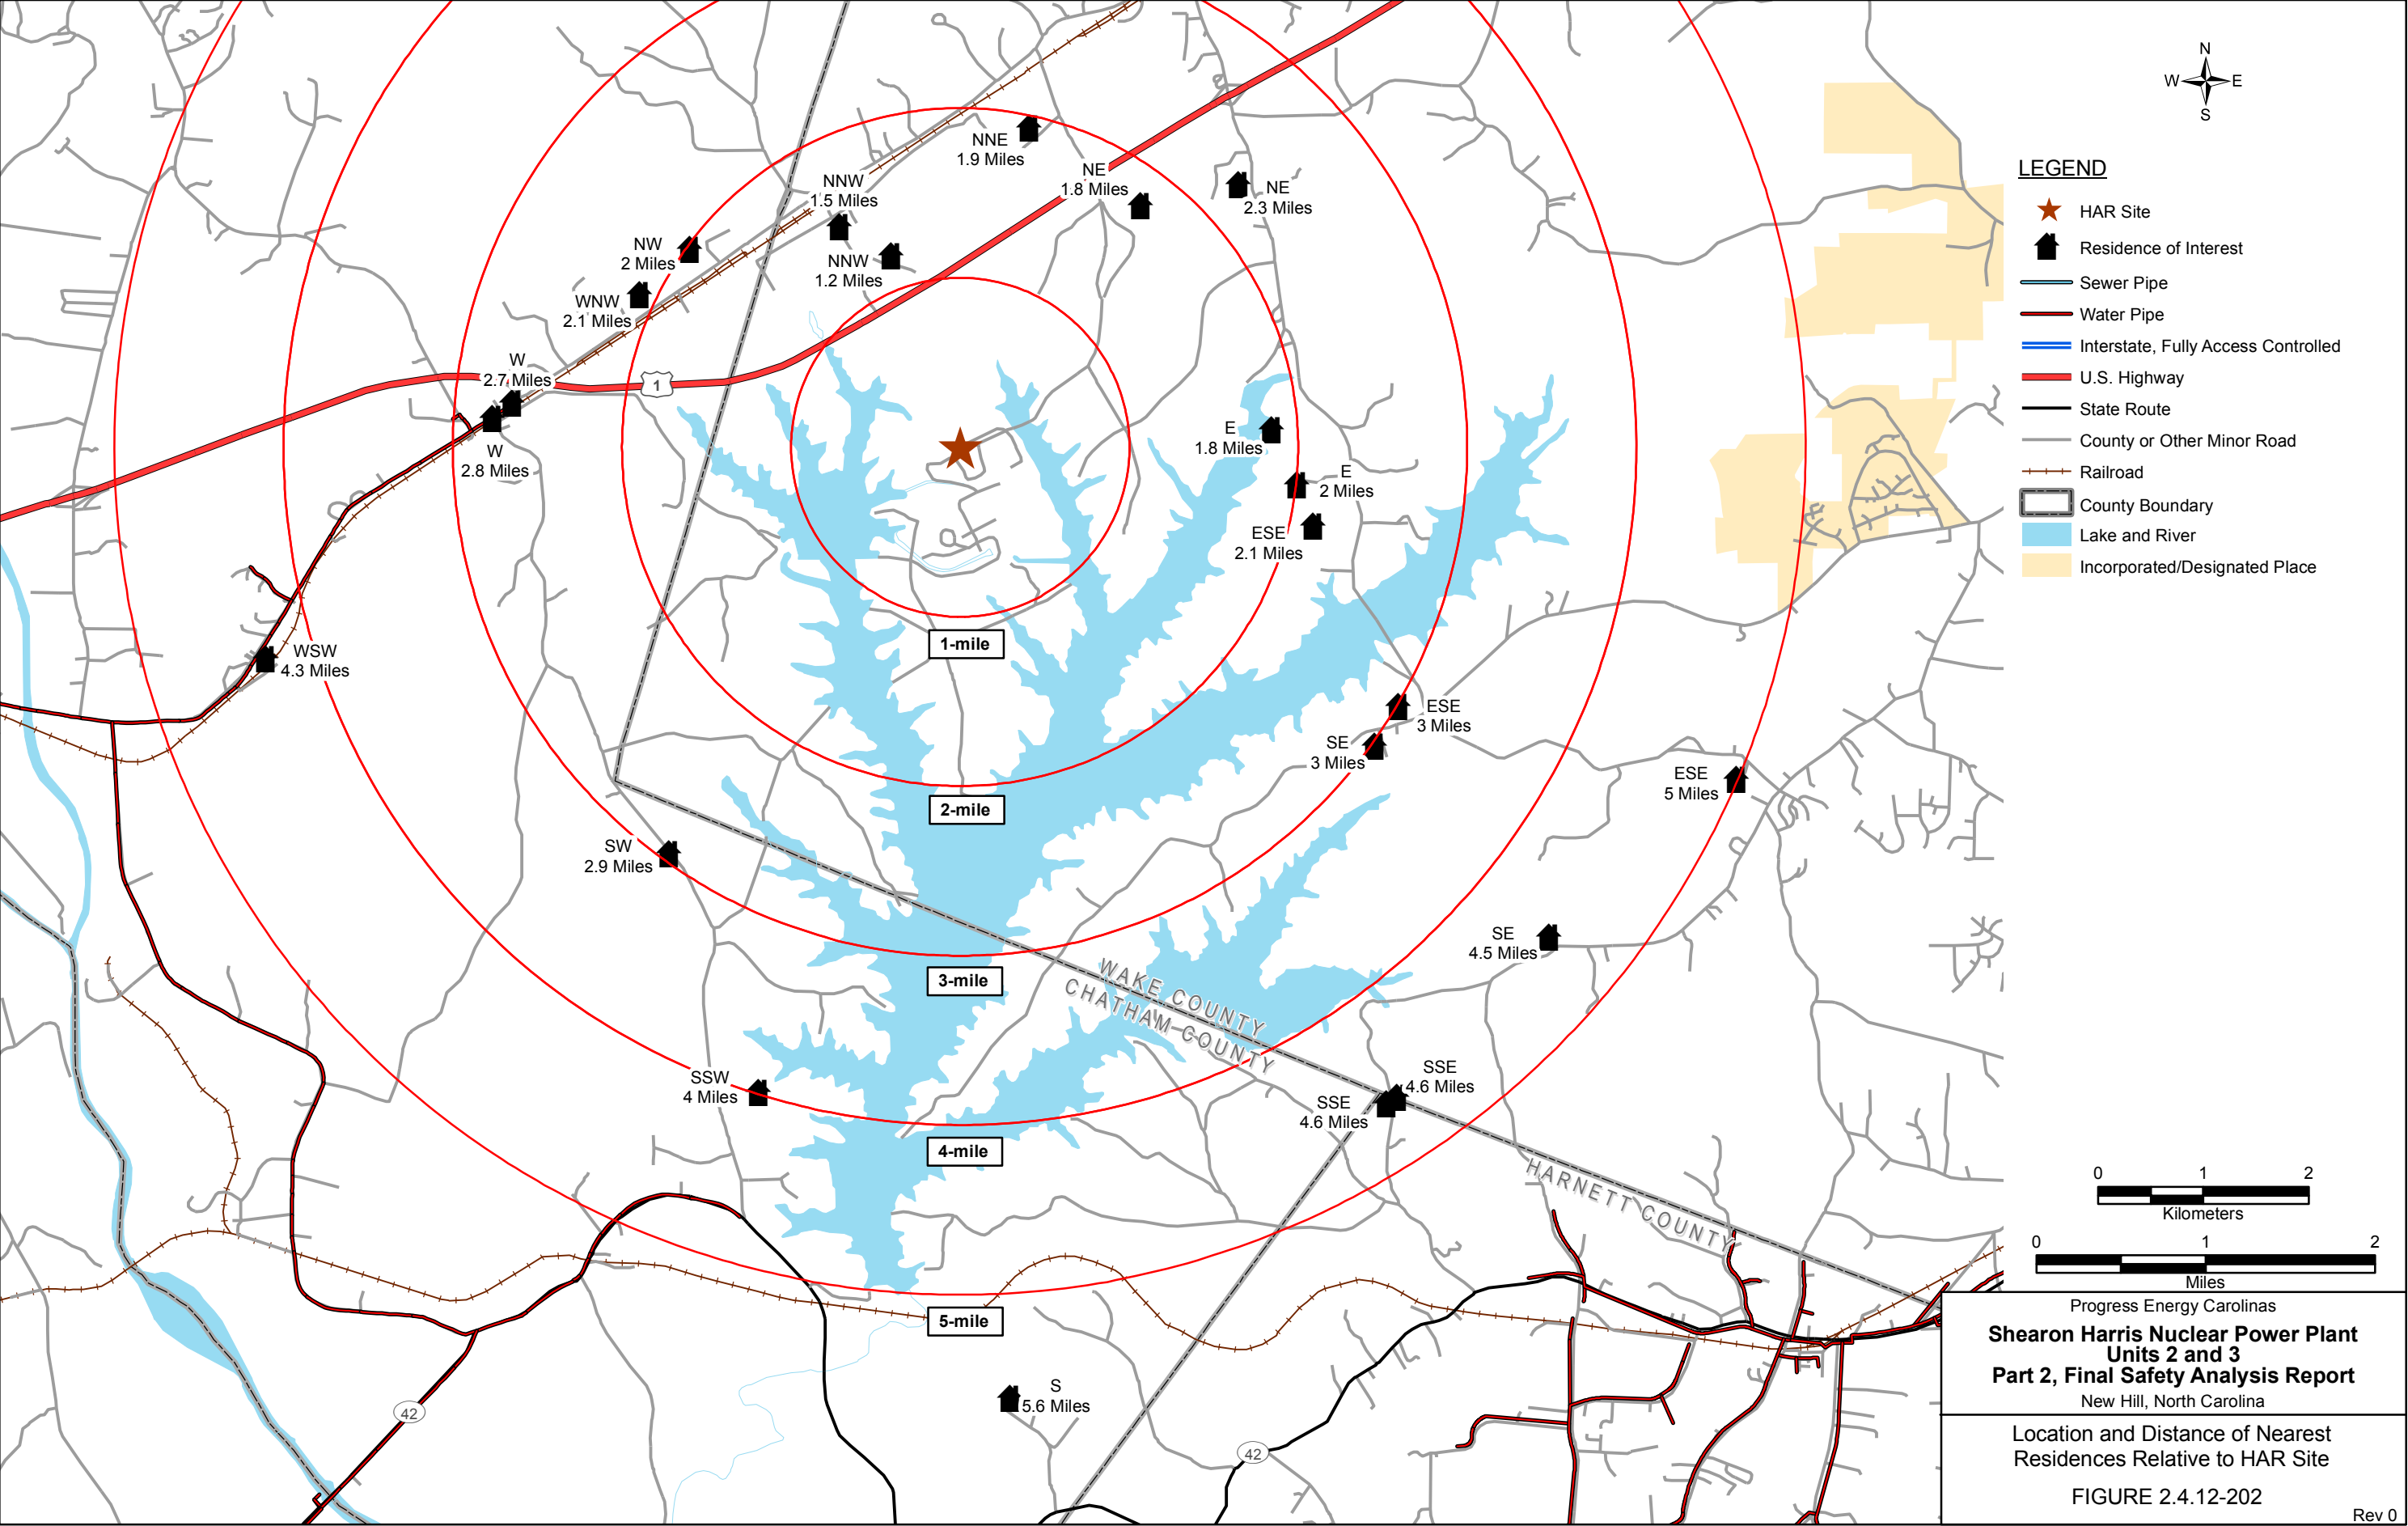 N
W
E
S
NNE
1.9 Miles
NE
1.8 Miles
NNW
1.5 Miles
NE
2.3 Miles
NW
2 Miles
NNW
1.2 Miles
WNW
2.1 Miles
W
2.7 Miles
1
W
2.8 Miles
E
1.8 Miles
E
2 Miles
ESE
2.1 Miles
WSW
4.3 Miles
1-mile
ESE
3 Miles
SE
3 Miles
ESE
5 Miles
2-mile
SW
2.9 Miles
SE
4.5 Miles
3-mile
WAKE COUNTY
CHATHAM COUNTY
SSW
4 Miles
SSE
4.6 Miles
SSE
4.6 Miles
4-mile
HARNETT COUNTY
5-mile
S
5.6 Miles
42
42
LEGEND
HAR Site
Residence of Interest
Sewer Pipe
Water Pipe
Interstate, Fully Access Controlled
U.S. Highway
State Route
County or Other Minor Road
Railroad
County Boundary
Lake and River
Incorporated/Designated Place
0 1 2
Kilometers
0 1 2
Miles
Progress Energy Carolinas
Shearon Harris Nuclear Power Plant
Units 2 and 3
Part 2, Final Safety Analysis Report
New Hill, North Carolina
Location and Distance of Nearest
Residences Relative to HAR Site
FIGURE 2.4.12-202
Rev 0